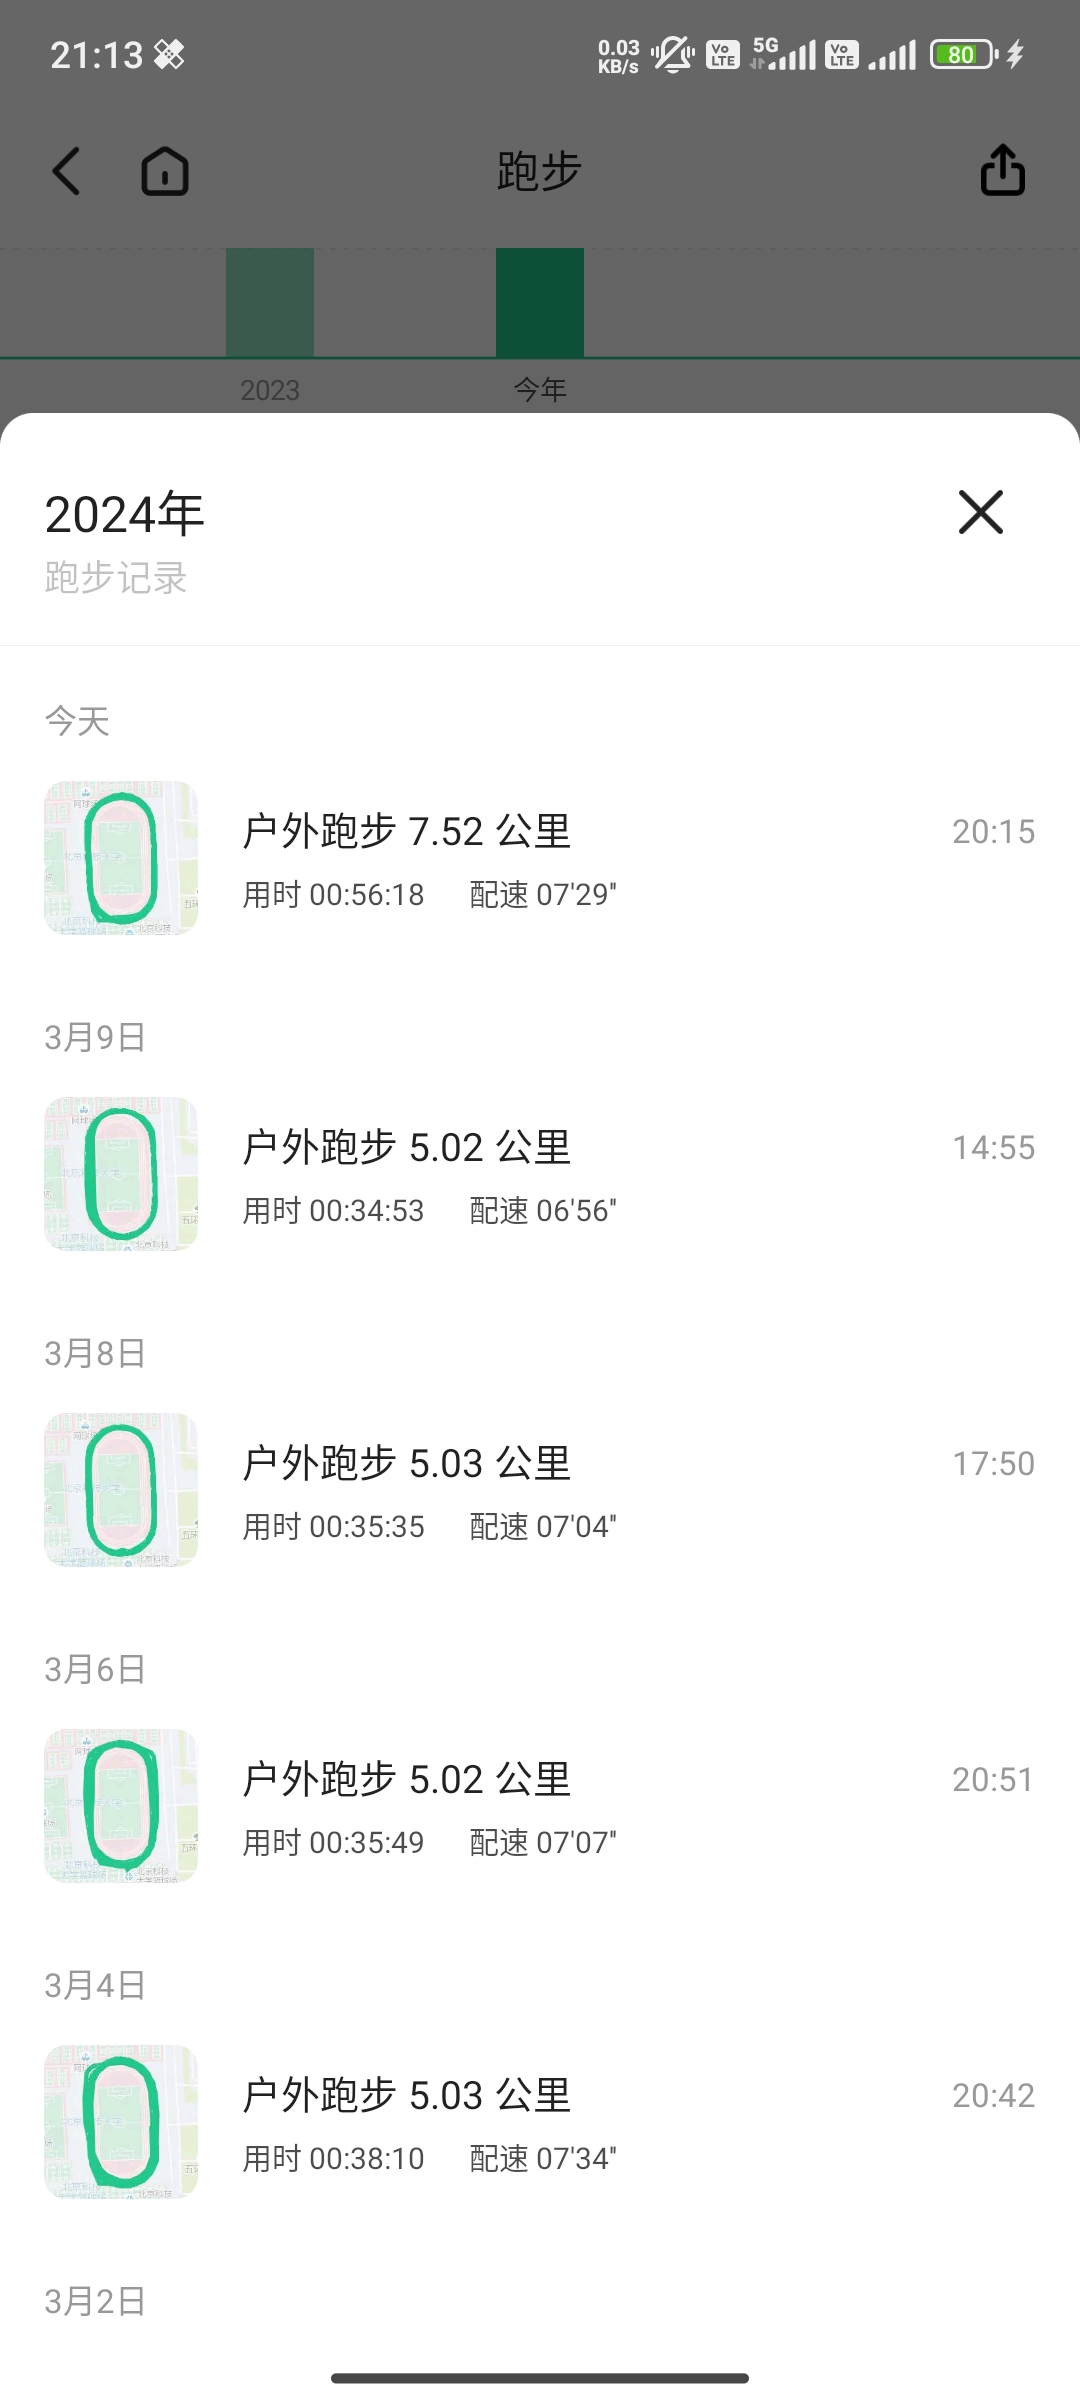 21:13
0.03 KB/s
Vo LTE
5G
Vo LTE
80
跑步
2023
今年
2024年
跑步记录
今天
户外跑步 7.52 公里
20:15
用时 00:56:18 配速 07'29"
3月9日
户外跑步 5.02 公里
14:55
用时 00:34:53 配速 06'56"
3月8日
户外跑步 5.03 公里
17:50
用时 00:35:35 配速 07'04"
3月6日
户外跑步 5.02 公里
20:51
用时 00:35:49 配速 07'07"
3月4日
户外跑步 5.03 公里
20:42
用时 00:38:10 配速 07'34"
3月2日